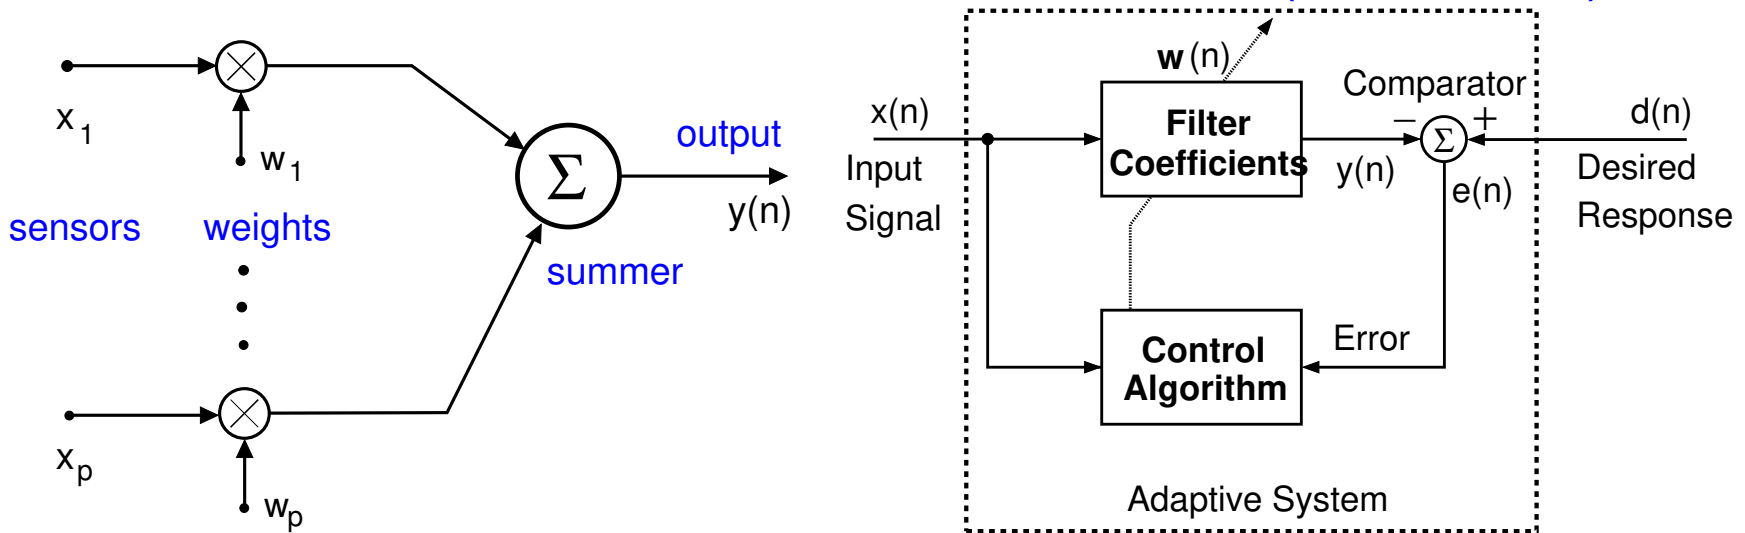 x1
w1
sensors
weights
xp
wp
Σ
summer
output
y(n)
x(n)
Input
Signal
w(n)
Filter
Coefficients
y(n)
Comparator
− +
Σ
e(n)
d(n)
Desired
Response
Control
Algorithm
Error
Adaptive System